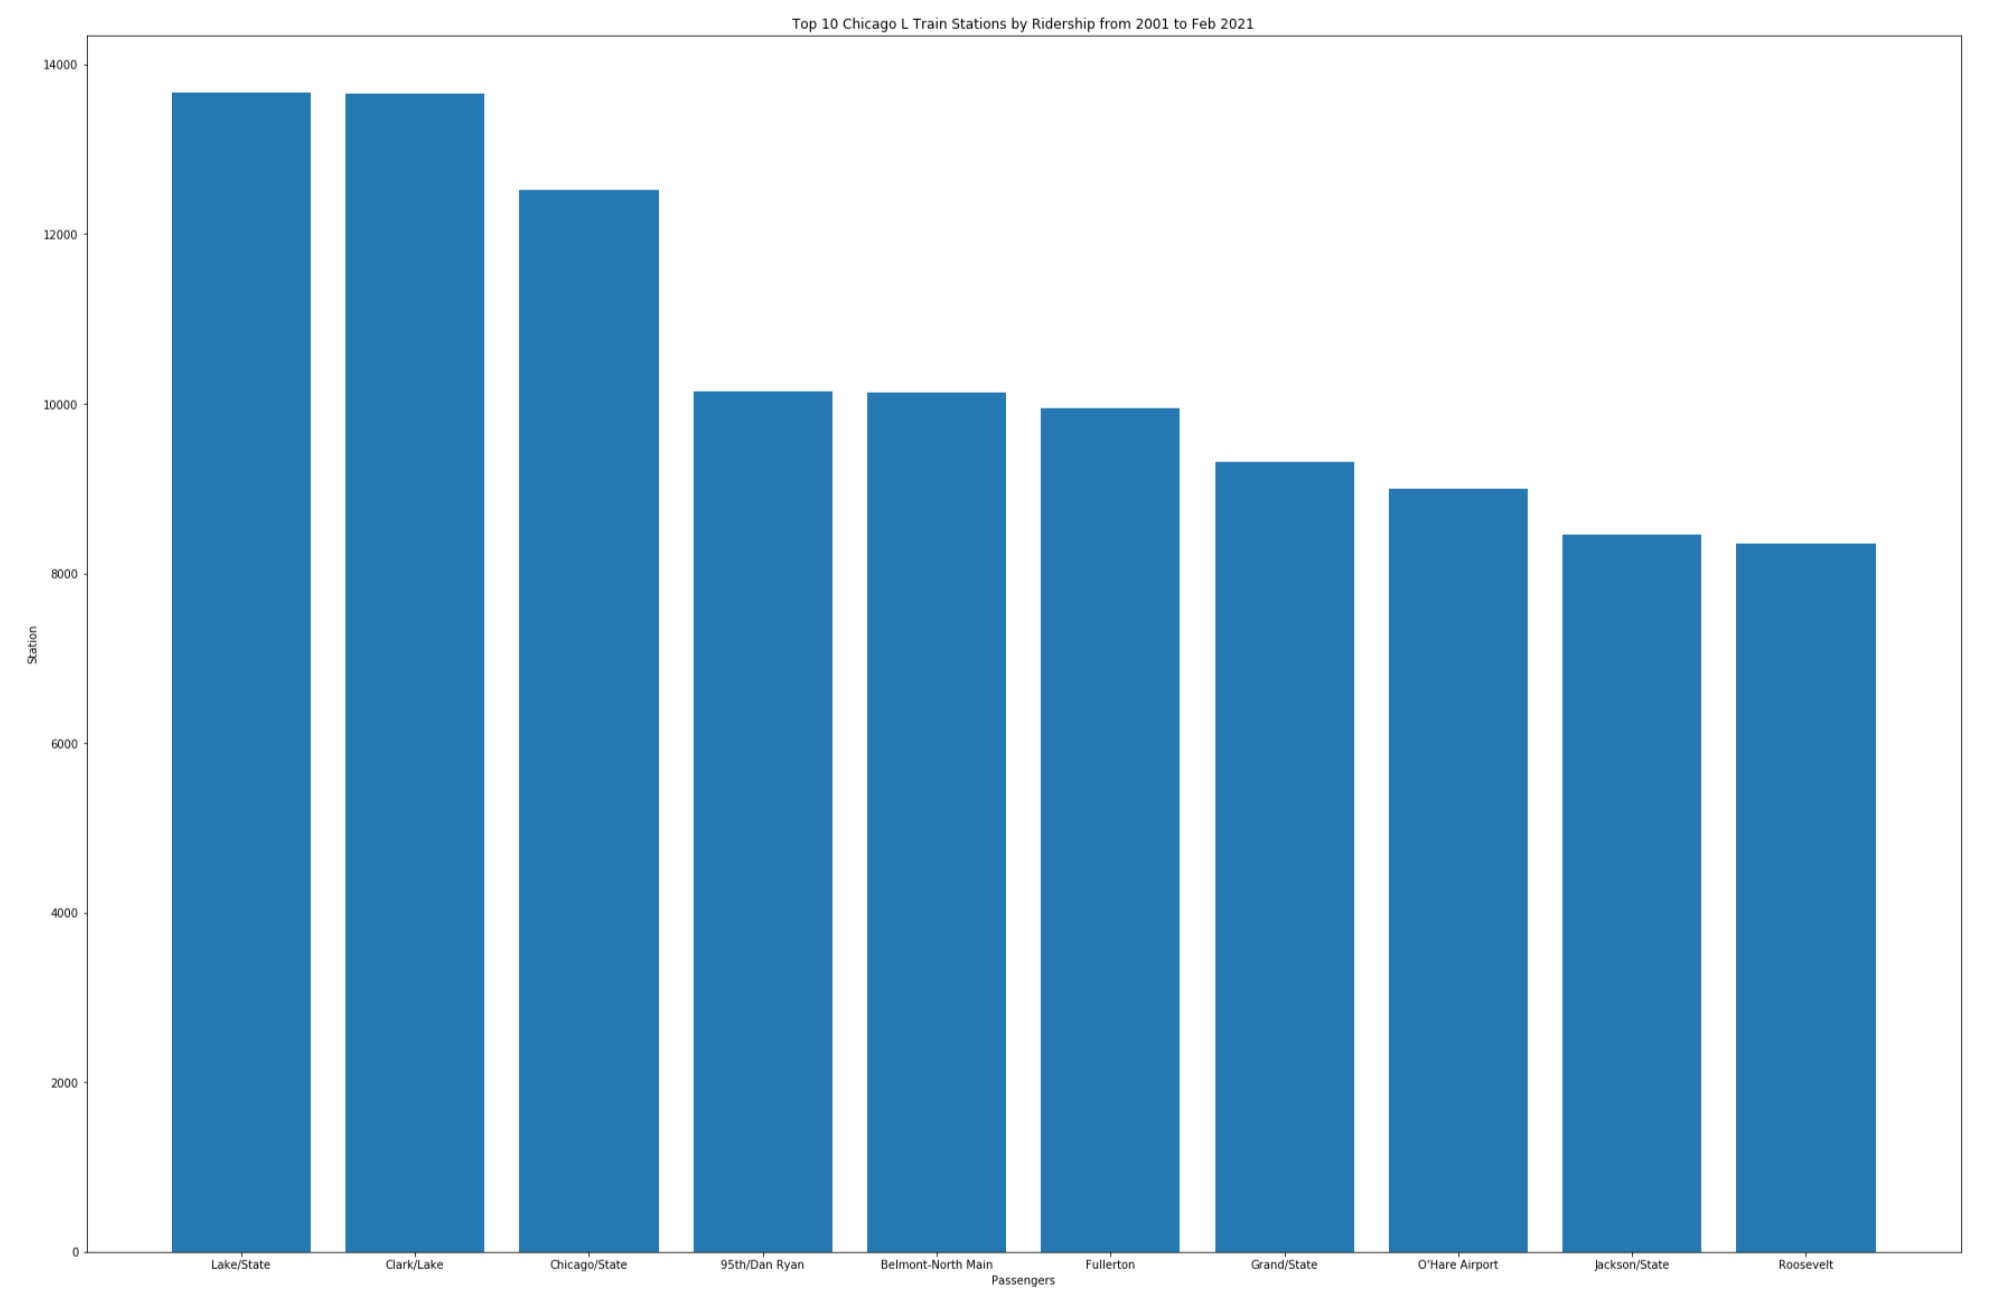 Top 10 Chicago L Train Stations by Ridership from 2001 to Feb 2021
14000
12000
10000
8000
6000
4000
2000
0
Station
Lake/State
Clark/Lake
Chicago/State
95th/Dan Ryan
Belmont-North Main
Fullerton
Grand/State
O'Hare Airport
Jackson/State
Roosevelt
Passengers